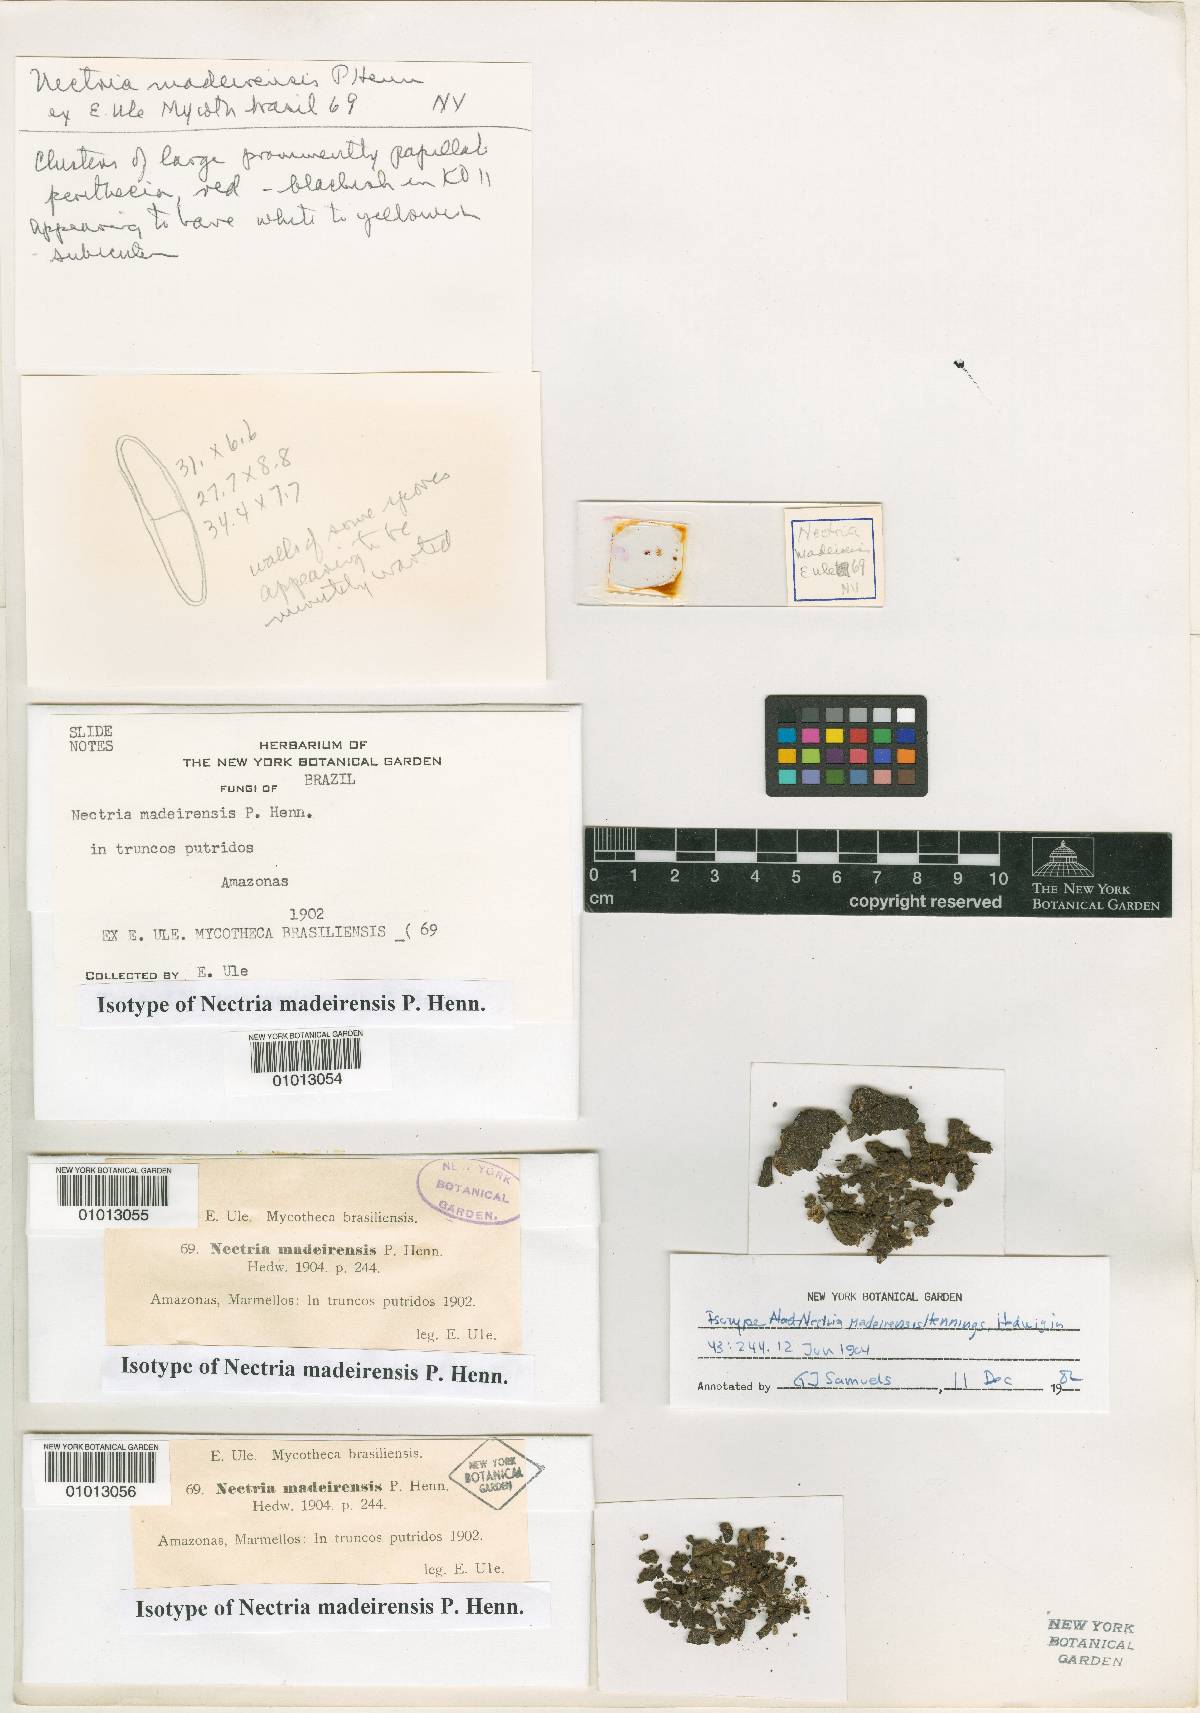 Nectria madeirensis P Henn
ex E. Ule Mycoth brasil 69 NY
Clusters of large prominently papillate
perithecia, red - blackish in KOH
appearing to have white to yellowish
subiculum
31. x 6.6
27.7 x 8.8
34.4 x 7.7
walls of some spores
appearing to be
minutely warted
Nectria
madeirensis
E Ule 69
NY
SLIDE
NOTES
HERBARIUM OF
THE NEW YORK BOTANICAL GARDEN
FUNGI OF BRAZIL
Nectria madeirensis P. Henn.
in truncos putridos
Amazonas
1902
EX E. ULE. MYCOTHECA BRASILIENSIS _( 69
COLLECTED BY E. Ule
Isotype of Nectria madeirensis P. Henn.
NEW YORK BOTANICAL GARDEN
01013054
0 1 2 3 4 5 6 7 8 9 10
cm
copyright reserved
THE NEW YORK
BOTANICAL GARDEN
NEW YORK BOTANICAL GARDEN
01013055
NEW YORK
BOTANICAL
GARDEN.
E. Ule. Mycotheca brasiliensis.
69. Nectria madeirensis P. Henn.
Hedw. 1904. p. 244.
Amazonas, Marmellos: In truncos putridos 1902.
leg. E. Ule.
Isotype of Nectria madeirensis P. Henn.
NEW YORK BOTANICAL GARDEN
Isotype Nectria madeirensis Hennings, Hedwigia
43: 244. 12 Jun 1904
Annotated by GJ Samuels, 11 Dec 1982
NEW YORK BOTANICAL GARDEN
01013056
E. Ule. Mycotheca brasiliensis.
NEW YORK
BOTANICAL
GARDEN
69. Nectria madeirensis P. Henn.
Hedw. 1904. p. 244.
Amazonas, Marmellos: In truncos putridos 1902.
leg. E. Ule.
Isotype of Nectria madeirensis P. Henn.
NEW YORK
BOTANICAL
GARDEN